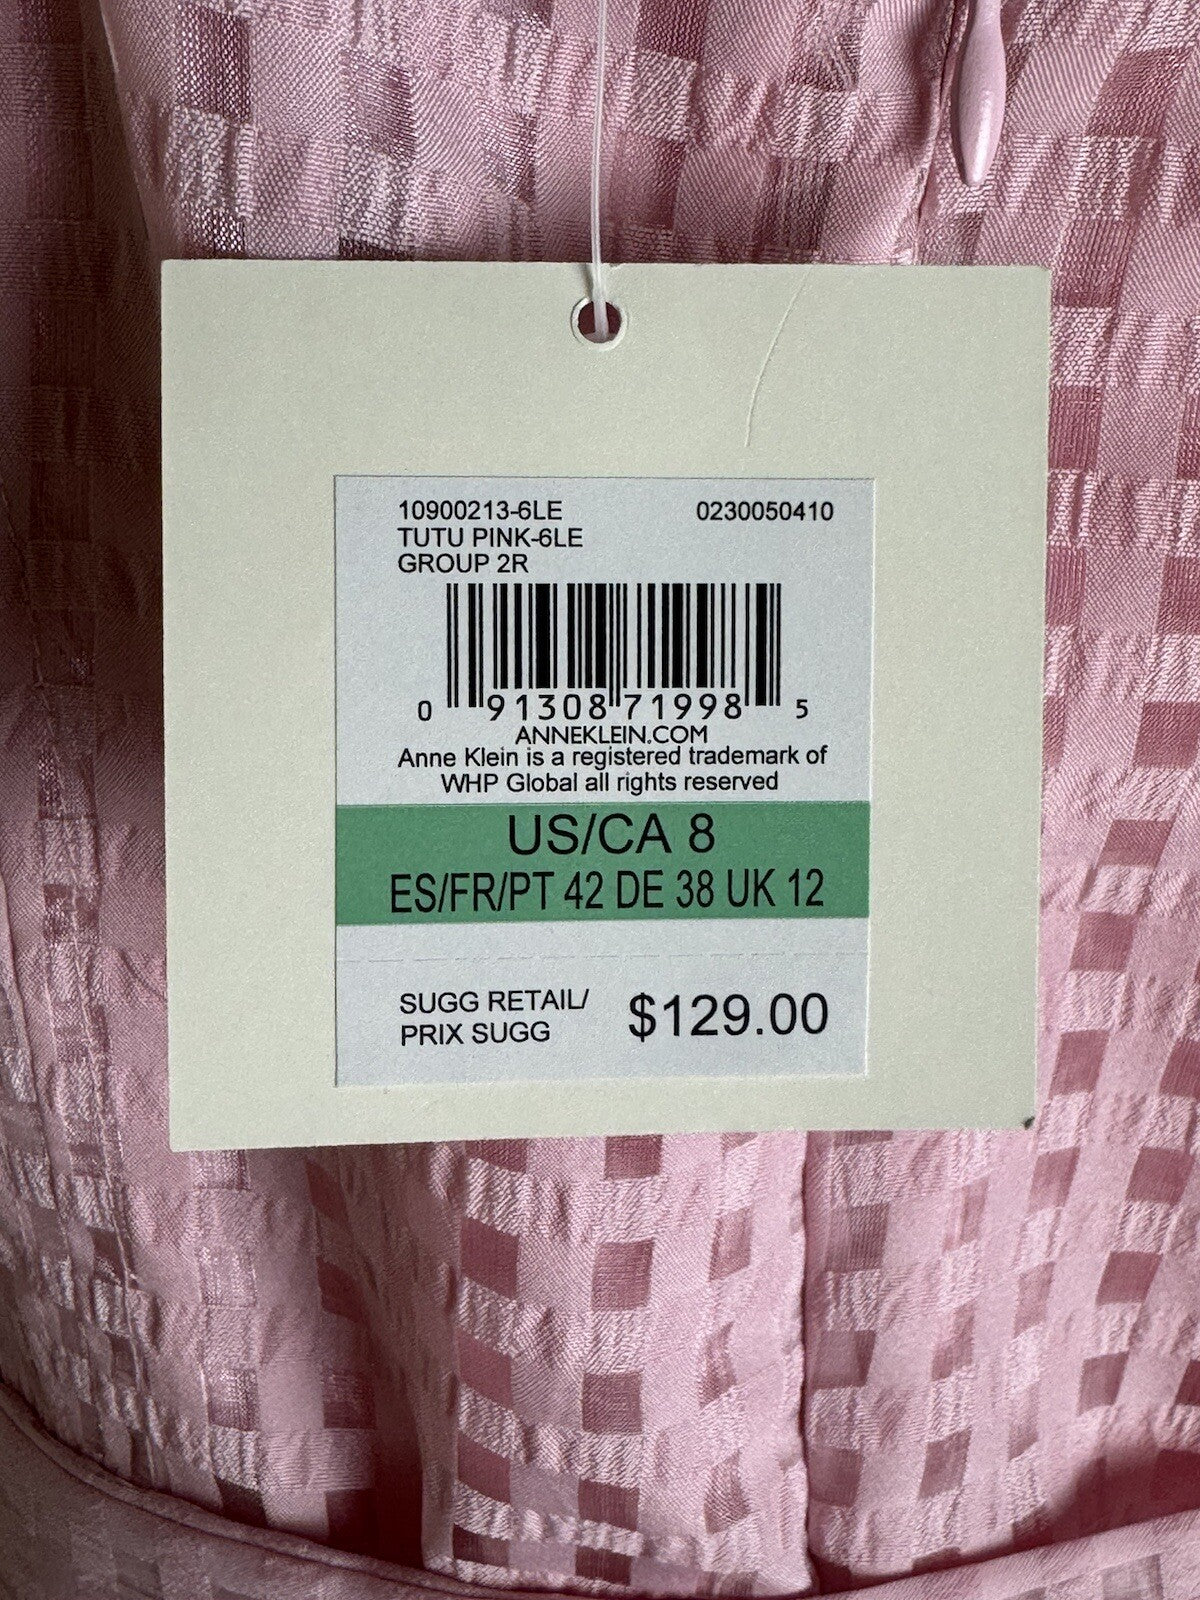 10900213-6LE 0230050410
TUTU PINK-6LE
GROUP 2R
0 91308 71998 5
ANNEKLEIN.COM
Anne Klein is a registered trademark of
WHP Global all rights reserved
US/CA 8
ES/FR/PT 42 DE 38 UK 12
SUGG RETAIL/ $129.00
PRIX SUGG